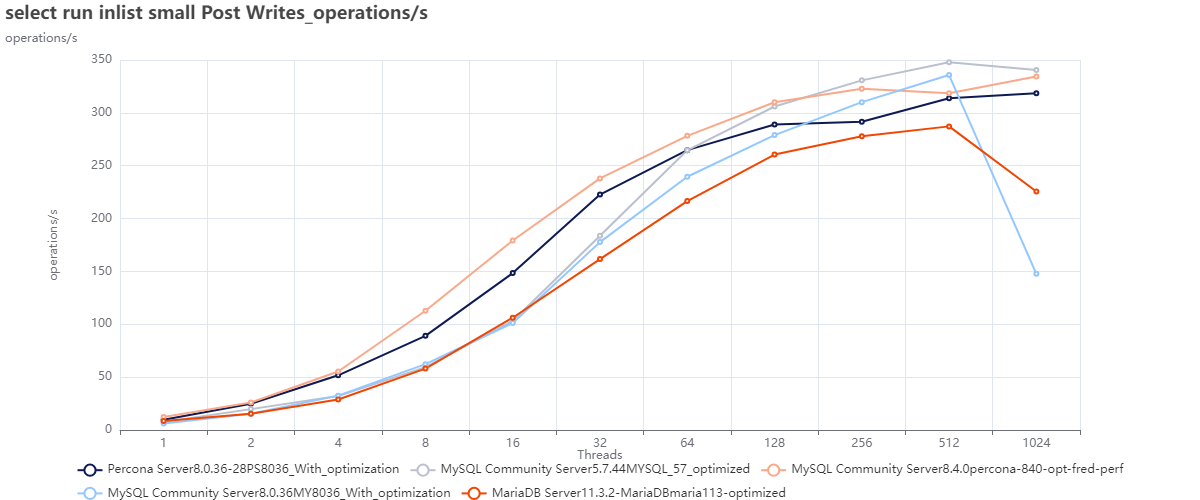 select run inlist small Post Writes_operations/s
operations/s
350
300
250
200
150
100
50
0
operations/s
1 2 4 8 16 32 64 128 256 512 1024
Threads
Percona Server8.0.36-28PS8036_With_optimization MySQL Community Server5.7.44MYSQL_57_optimized MySQL Community Server8.4.0percona-840-opt-fred-perf
MySQL Community Server8.0.36MY8036_With_optimization MariaDB Server11.3.2-MariaDBmaria113-optimized